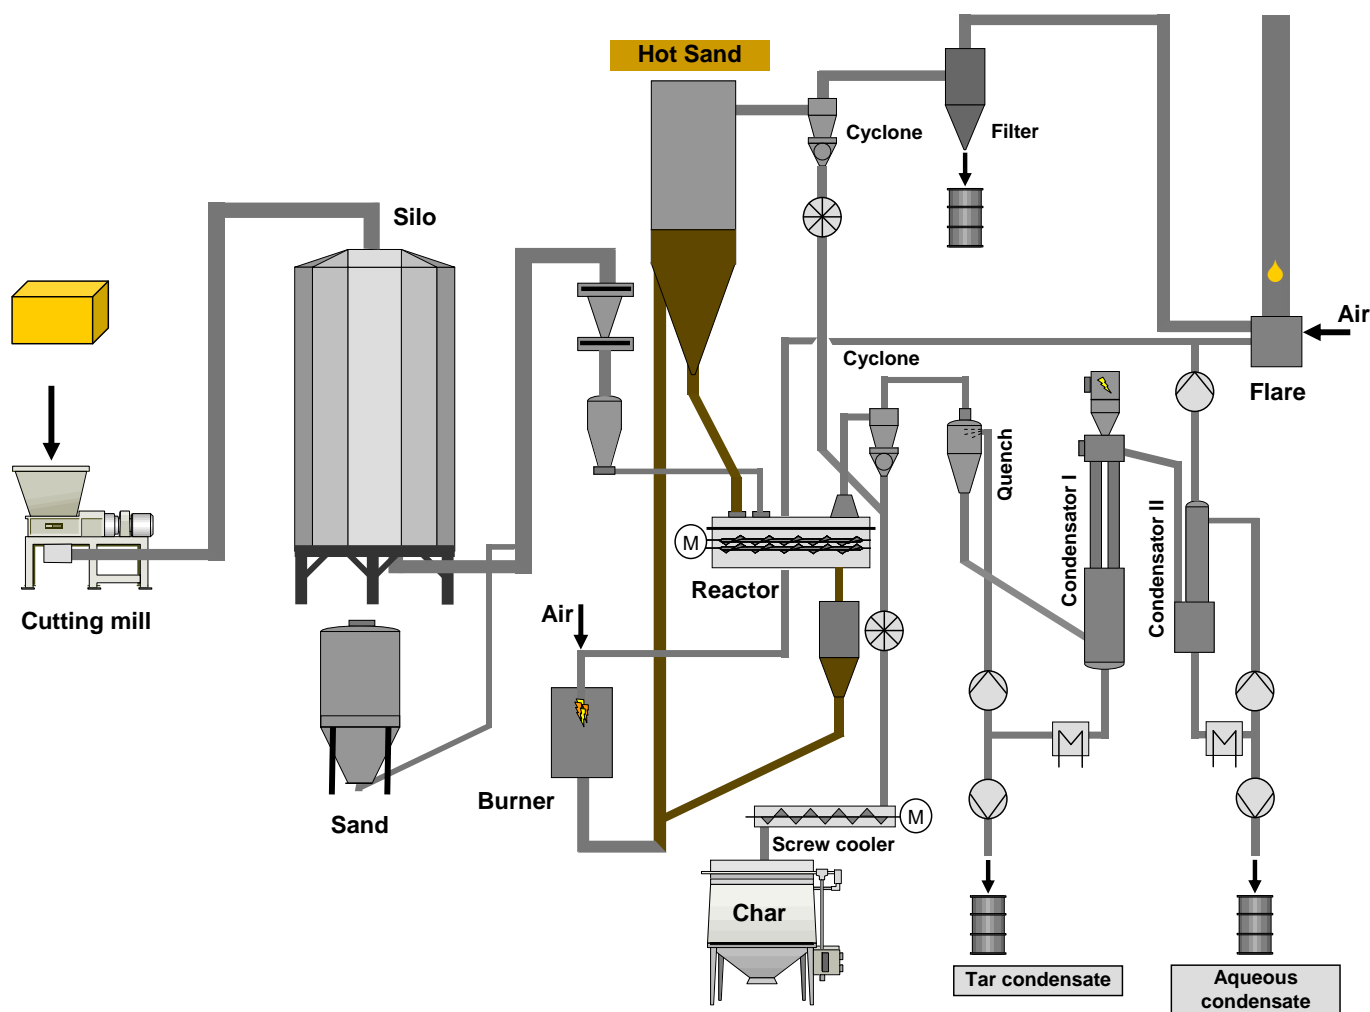 Hot Sand
Cyclone
Filter
Silo
Air
Cyclone
Flare
Quench
Condensator I
Condensator II
M
Reactor
Cutting mill
Air
Burner
Sand
M
Screw cooler
Char
Tar condensate
Aqueous
condensate